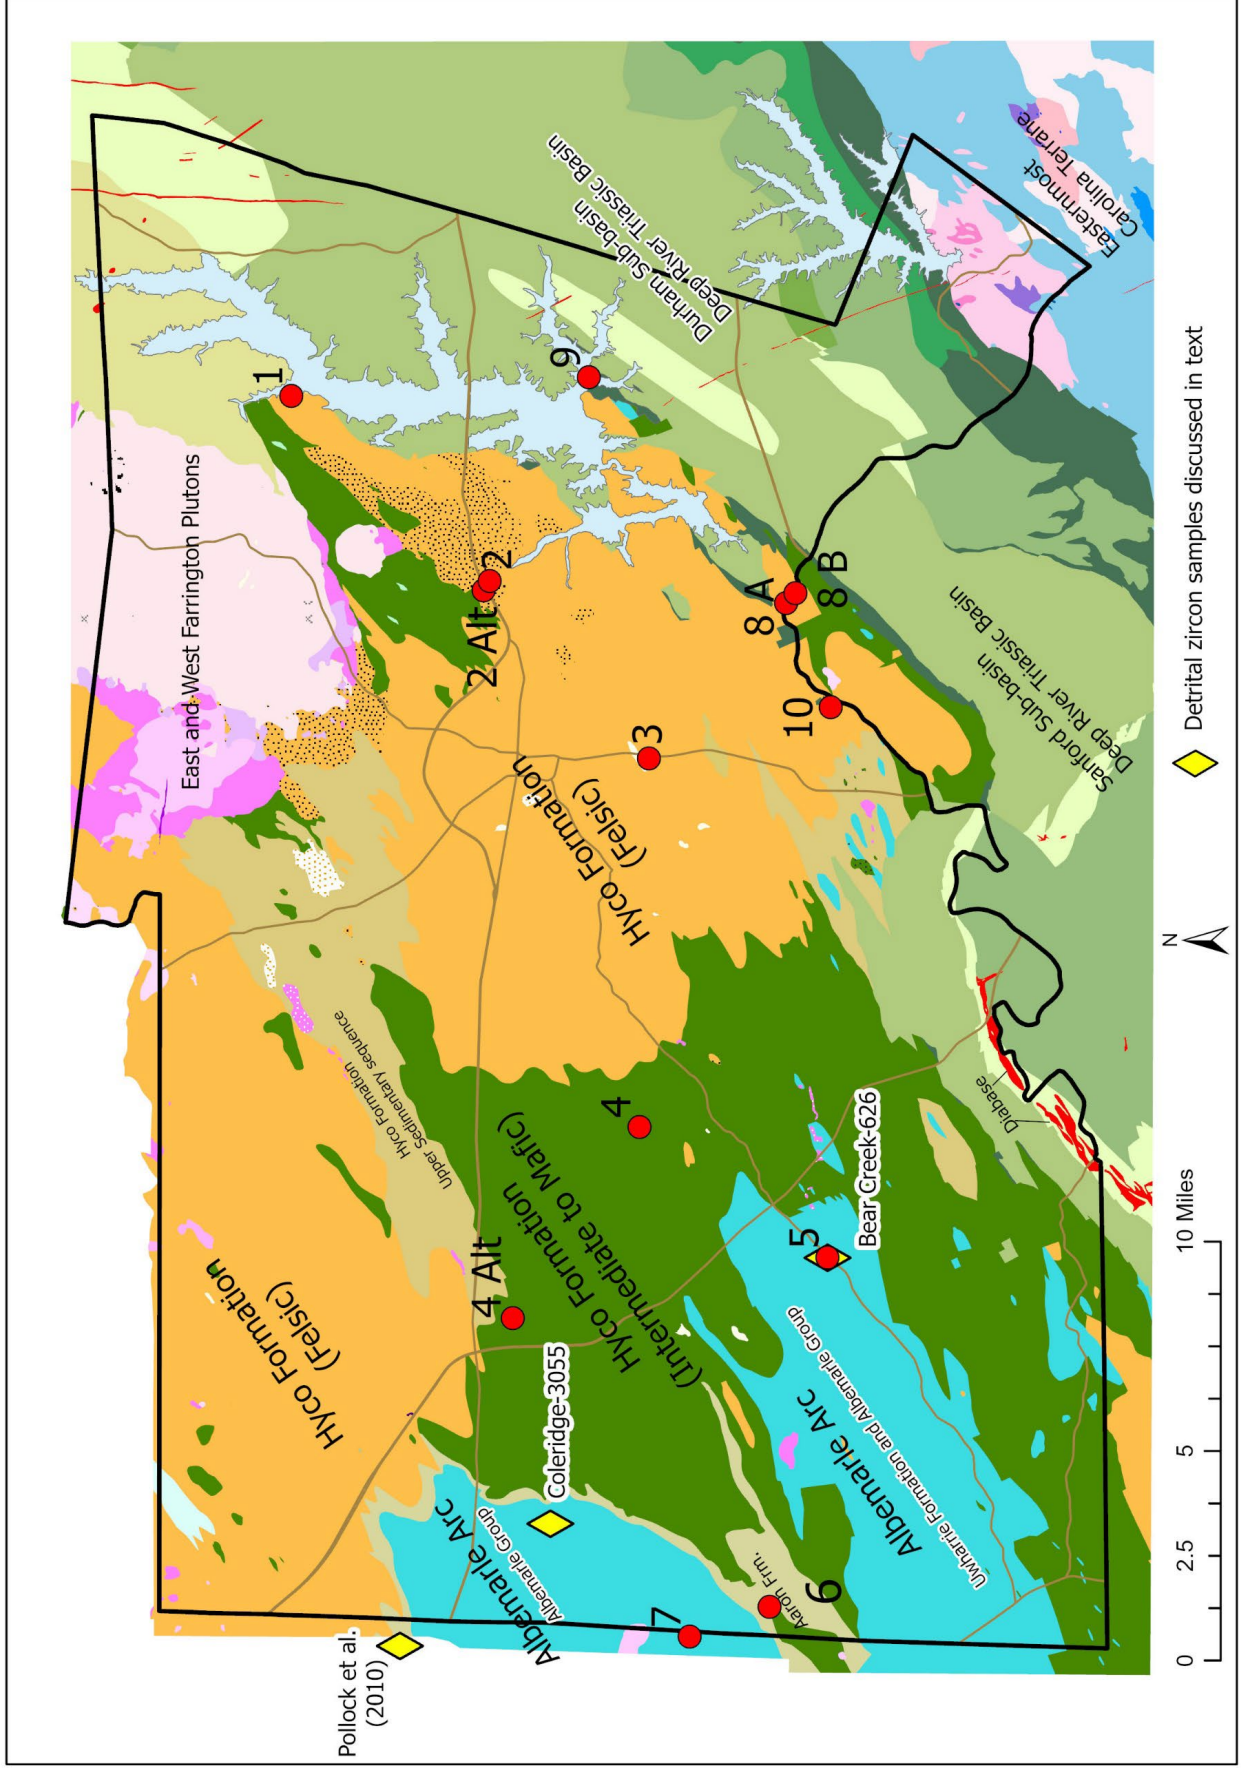 East and West Farrington Plutons
1
9
Durham Sub-basin
Deep River Triassic Basin
Easternmost
Carolina Terrane
2
2 Alt
8 A
8 B
10
3
Hyco Formation
(Felsic)
Sanford Sub-basin
Deep River Triassic Basin
Hyco Formation
Upper Sedimentary sequence
4
Hyco Formation
(Intermediate to Mafic)
4 Alt
Diabase
Hyco Formation
(Felsic)
5
Bear Creek-626
Coleridge-3055
Albemarle Arc
Uwharrie Formation and Albemarle Group
Albemarle Arc
Albemarle Group
Aaron Frm.
6
7
Pollock et al.
(2010)
0 2.5 5 10 Miles
N
Detrital zircon samples discussed in text